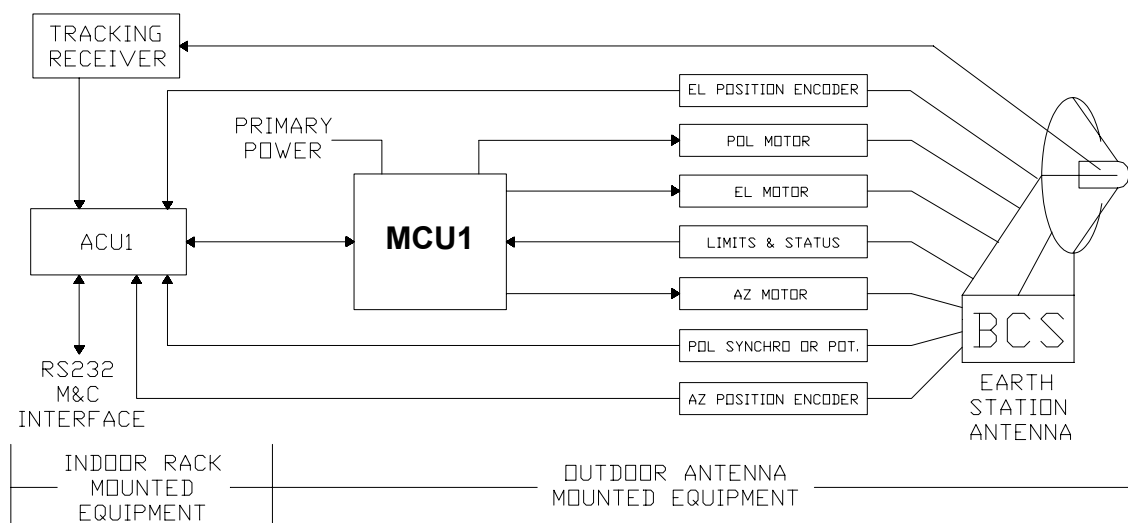 TRACKING
RECEIVER
EL POSITION ENCODER
PRIMARY
POWER
POL MOTOR
EL MOTOR
ACU1
MCU1
LIMITS & STATUS
AZ MOTOR
BCS
POL SYNCHRO OR POT.
RS232
M&C
INTERFACE
AZ POSITION ENCODER
EARTH
STATION
ANTENNA
INDOOR RACK
MOUNTED
EQUIPMENT
OUTDOOR ANTENNA
MOUNTED EQUIPMENT